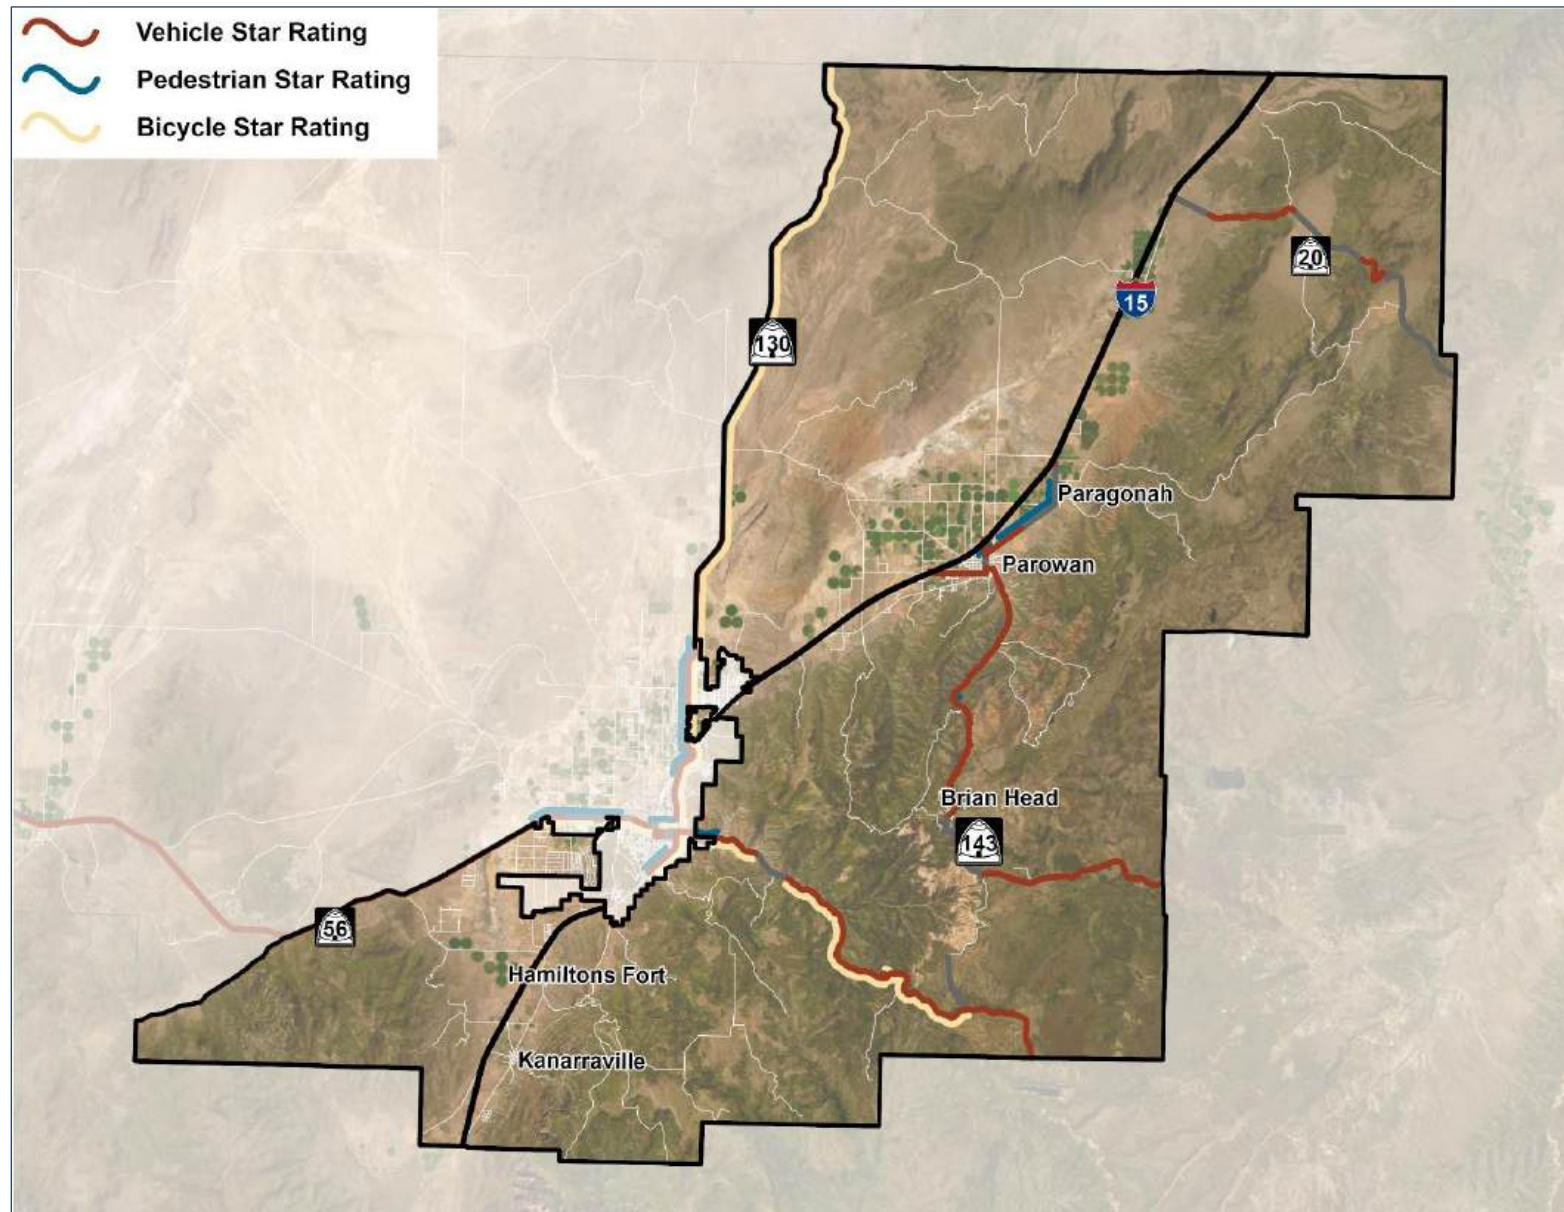 Vehicle Star Rating
Pedestrian Star Rating
Bicycle Star Rating
20
15
130
Paragonah
Parowan
Brian Head
143
56
Hamiltons Fort
Kanarraville